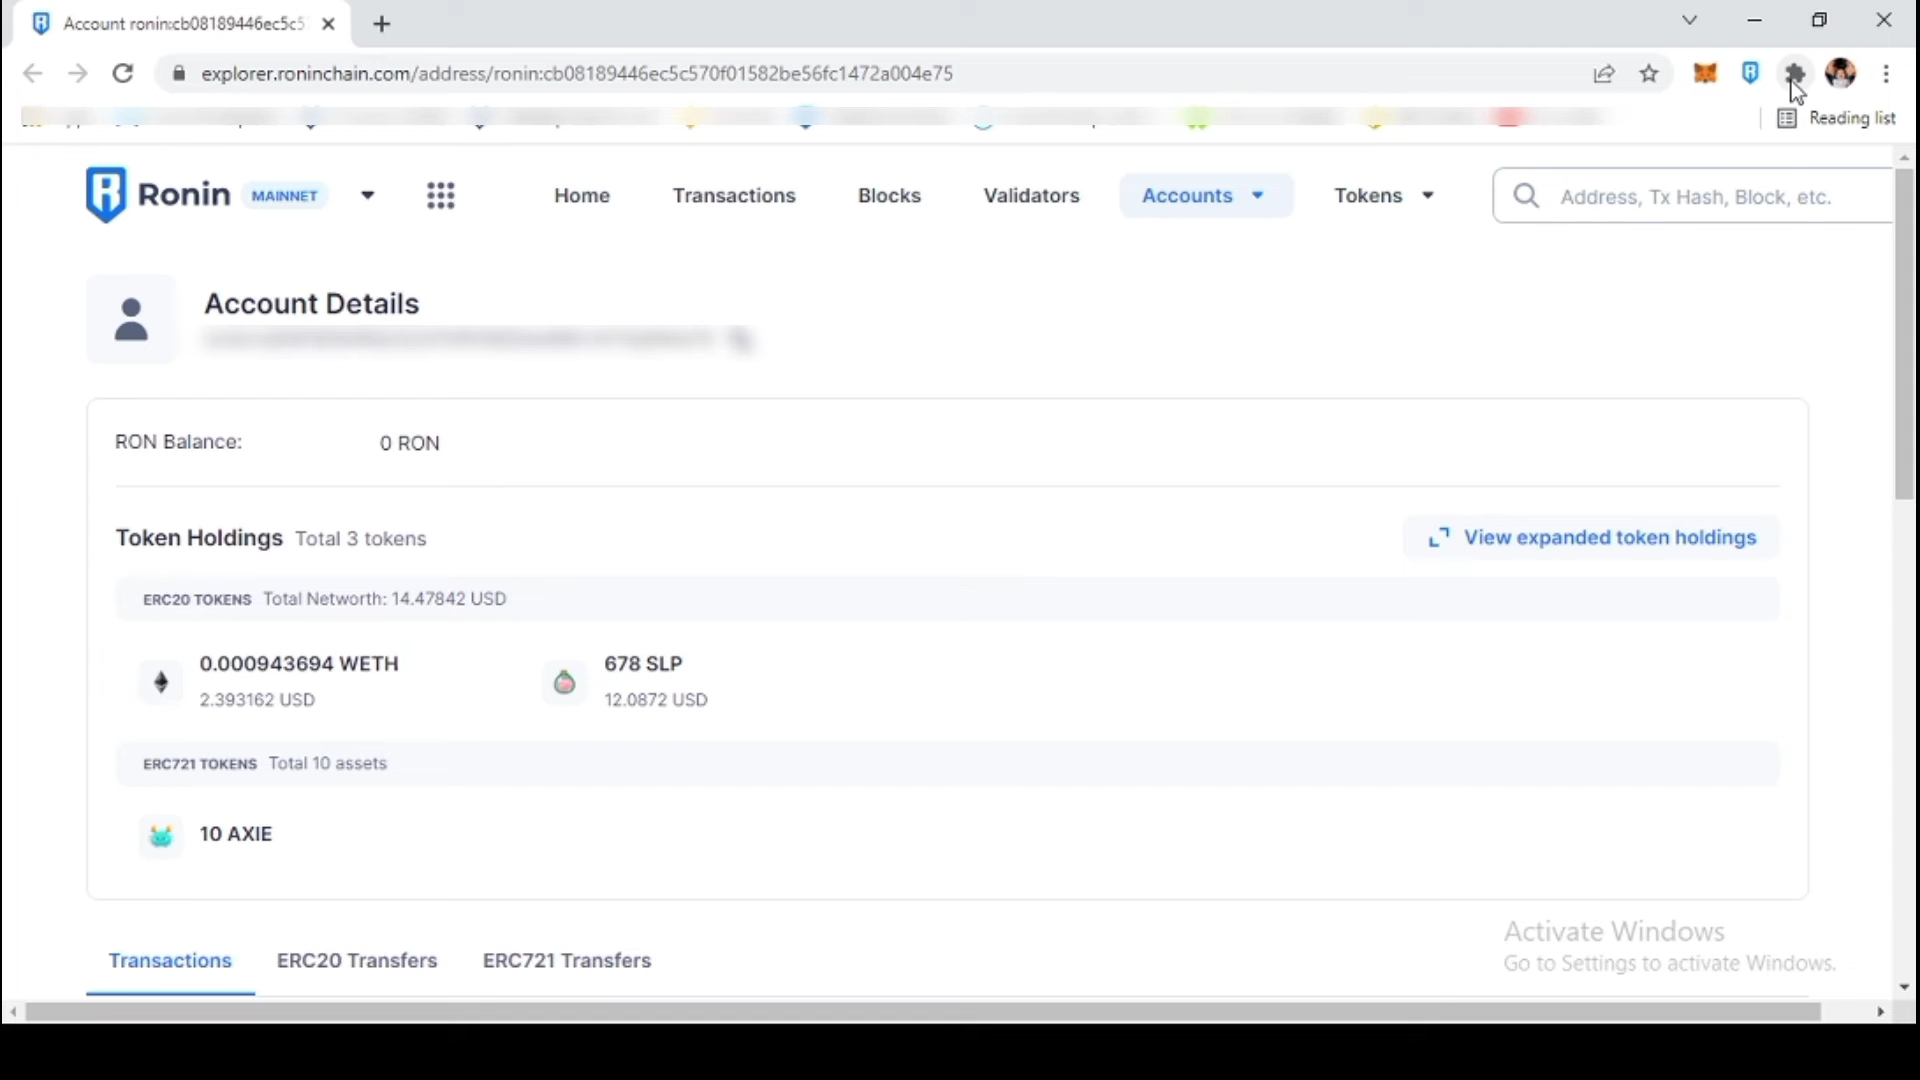 Account ronin:cb08189446ec5c5
explorer.roninchain.com/address/ronin:cb08189446ec5c570f01582be56fc1472a004e75
Reading list
Ronin MAINNET Home Transactions Blocks Validators Accounts Tokens Address, Tx Hash, Block, etc.
Account Details
RON Balance: 0 RON
Token Holdings Total 3 tokens View expanded token holdings
ERC20 TOKENS Total Networth: 14.47842 USD
0.000943694 WETH 678 SLP
2.393162 USD 12.0872 USD
ERC721 TOKENS Total 10 assets
10 AXIE
Activate Windows
Go to Settings to activate Windows.
Transactions ERC20 Transfers ERC721 Transfers